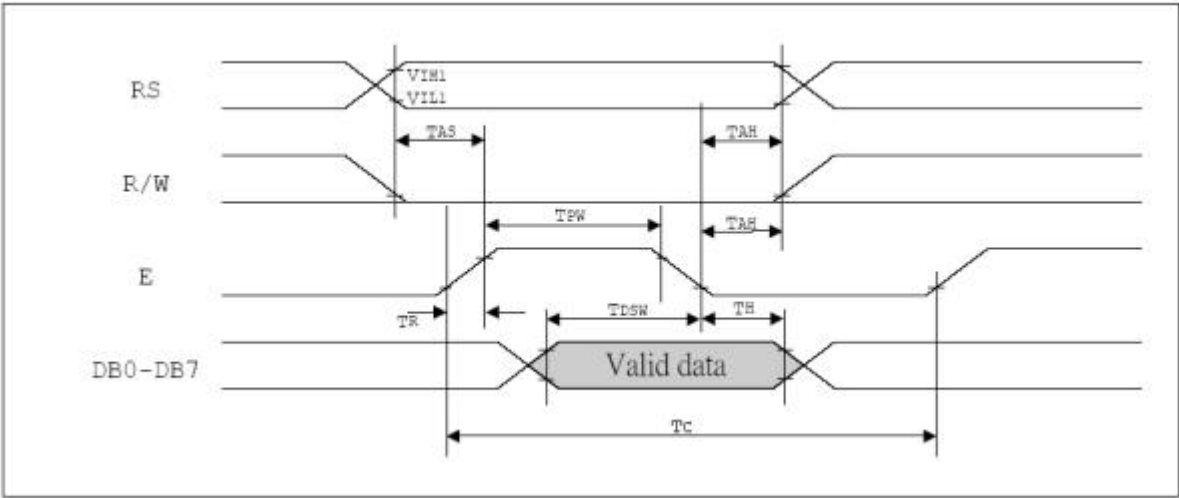 RS
VIH1
VIL1
TAS
TAH
R/W
TPW
TAH
E
TR
TDSW
TH
DB0-DB7
Valid data
TC